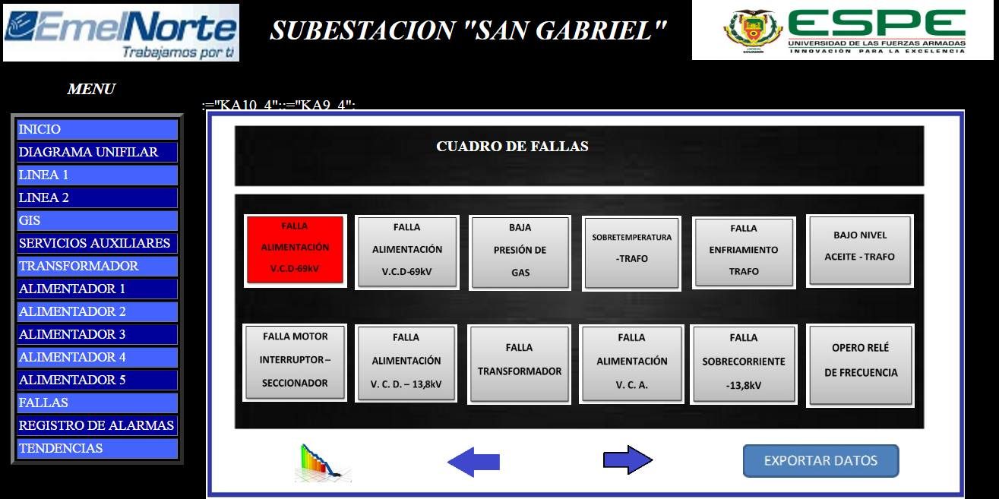 EmelNorte
Trabajamos por ti
SUBESTACION "SAN GABRIEL"
ECUADOR
ESPE
UNIVERSIDAD DE LAS FUERZAS ARMADAS
INNOVACIÓN PARA LA EXCELENCIA
MENU
INICIO
DIAGRAMA UNIFILAR
LINEA 1
LINEA 2
GIS
SERVICIOS AUXILIARES
TRANSFORMADOR
ALIMENTADOR 1
ALIMENTADOR 2
ALIMENTADOR 3
ALIMENTADOR 4
ALIMENTADOR 5
FALLAS
REGISTRO DE ALARMAS
TENDENCIAS
:="KA10_4";:="KA9_4";
CUADRO DE FALLAS
FALLA
ALIMENTACIÓN
V.C.D-69kV
FALLA
ALIMENTACIÓN
V.C.D-69kV
BAJA
PRESIÓN DE
GAS
SOBRETEMPERATURA
-TRAFO
FALLA
ENFRIAMIENTO
TRAFO
BAJO NIVEL
ACEITE - TRAFO
FALLA MOTOR
INTERRUPTOR –
SECCIONADOR
FALLA
ALIMENTACIÓN
V. C. D. – 13,8kV
FALLA
TRANSFORMADOR
FALLA
ALIMENTACIÓN
V. C. A.
FALLA
SOBRECORRIENTE
-13,8kV
OPERO RELÉ
DE FRECUENCIA
EXPORTAR DATOS